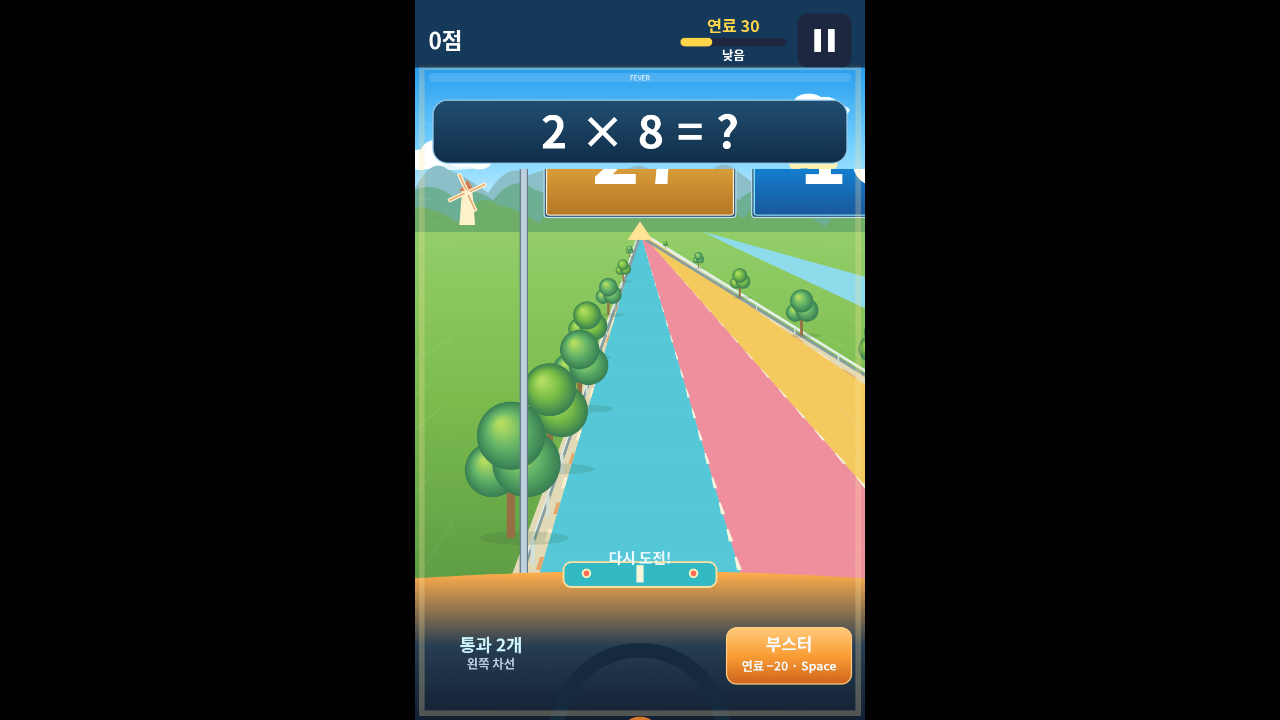 0점
연료 30
낮음
FEVER
2 × 8 = ?
다시 도전!
통과 2개
왼쪽 차선
부스터
연료 −20 · Space